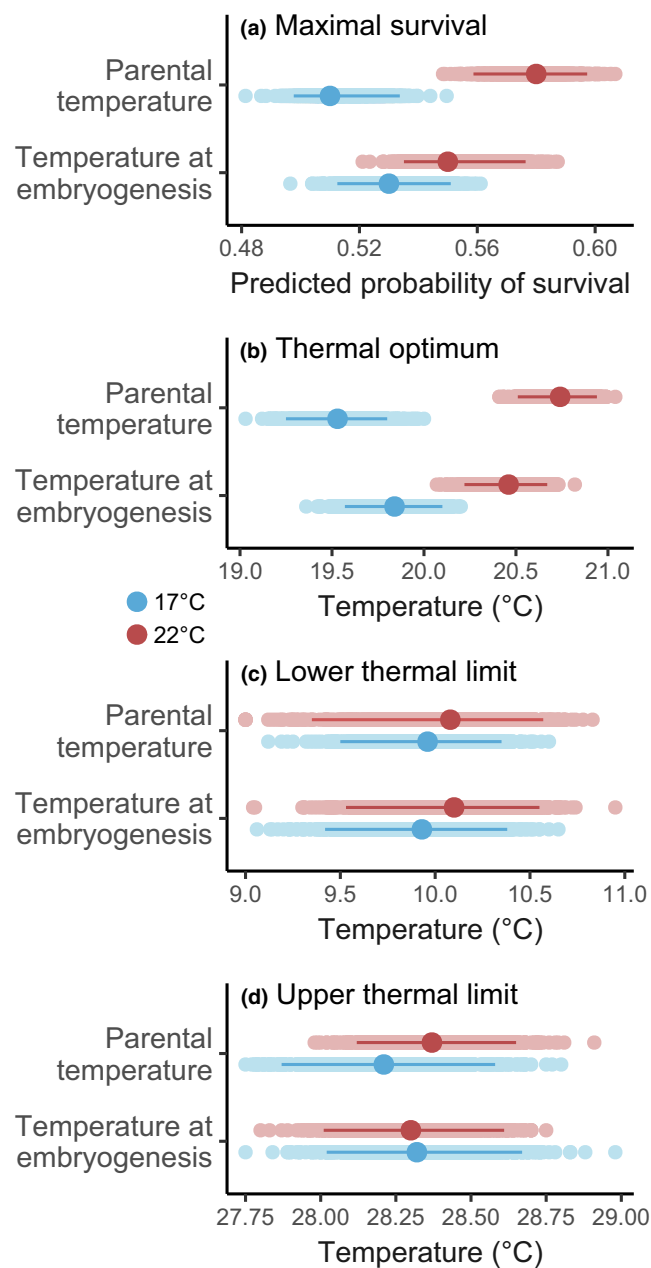 (a) Maximal survival
Parental
temperature
Temperature at
embryogenesis
0.48 0.52 0.56 0.60
Predicted probability of survival
(b) Thermal optimum
Parental
temperature
Temperature at
embryogenesis
19.0 19.5 20.0 20.5 21.0
Temperature (°C)
17°C
22°C
(c) Lower thermal limit
Parental
temperature
Temperature at
embryogenesis
9.0 9.5 10.0 10.5 11.0
Temperature (°C)
(d) Upper thermal limit
Parental
temperature
Temperature at
embryogenesis
27.75 28.00 28.25 28.50 28.75 29.00
Temperature (°C)